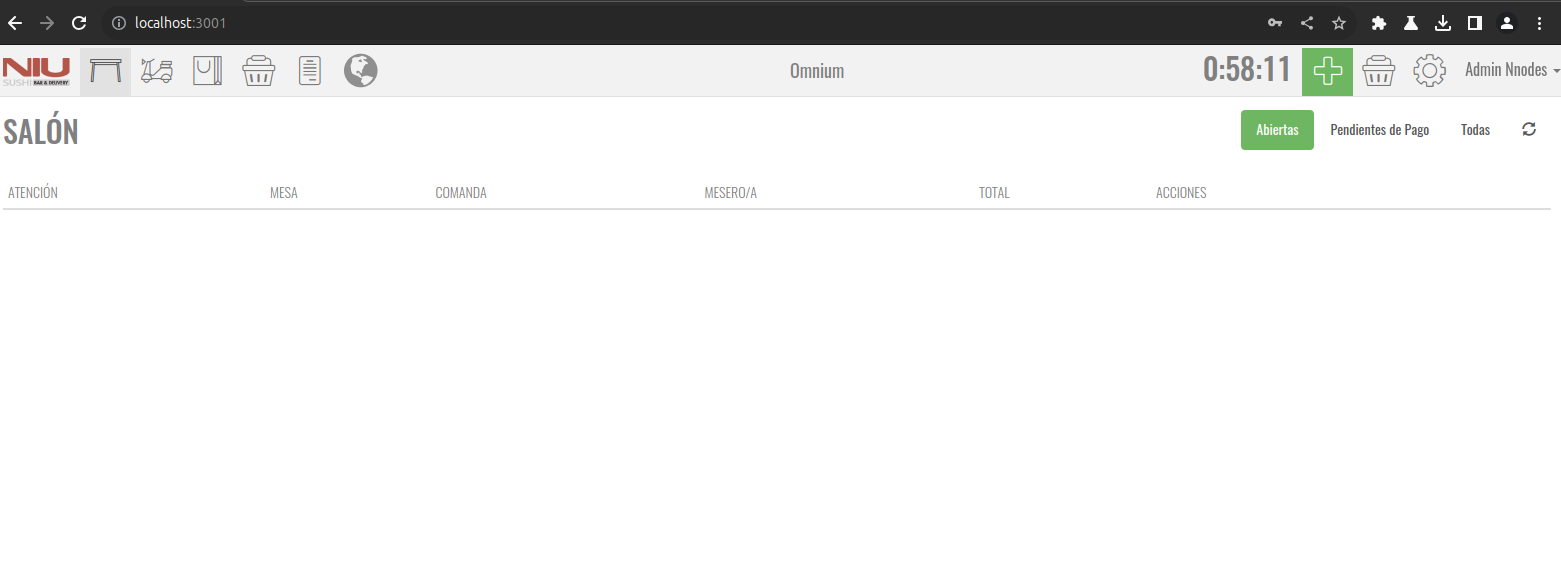 localhost:3001
NIU
SUSHI BAR & DELIVERY
Omnium
0:58:11
Admin Nnodes
SALÓN
Abiertas
Pendientes de Pago
Todas
ATENCIÓN
MESA
COMANDA
MESERO/A
TOTAL
ACCIONES